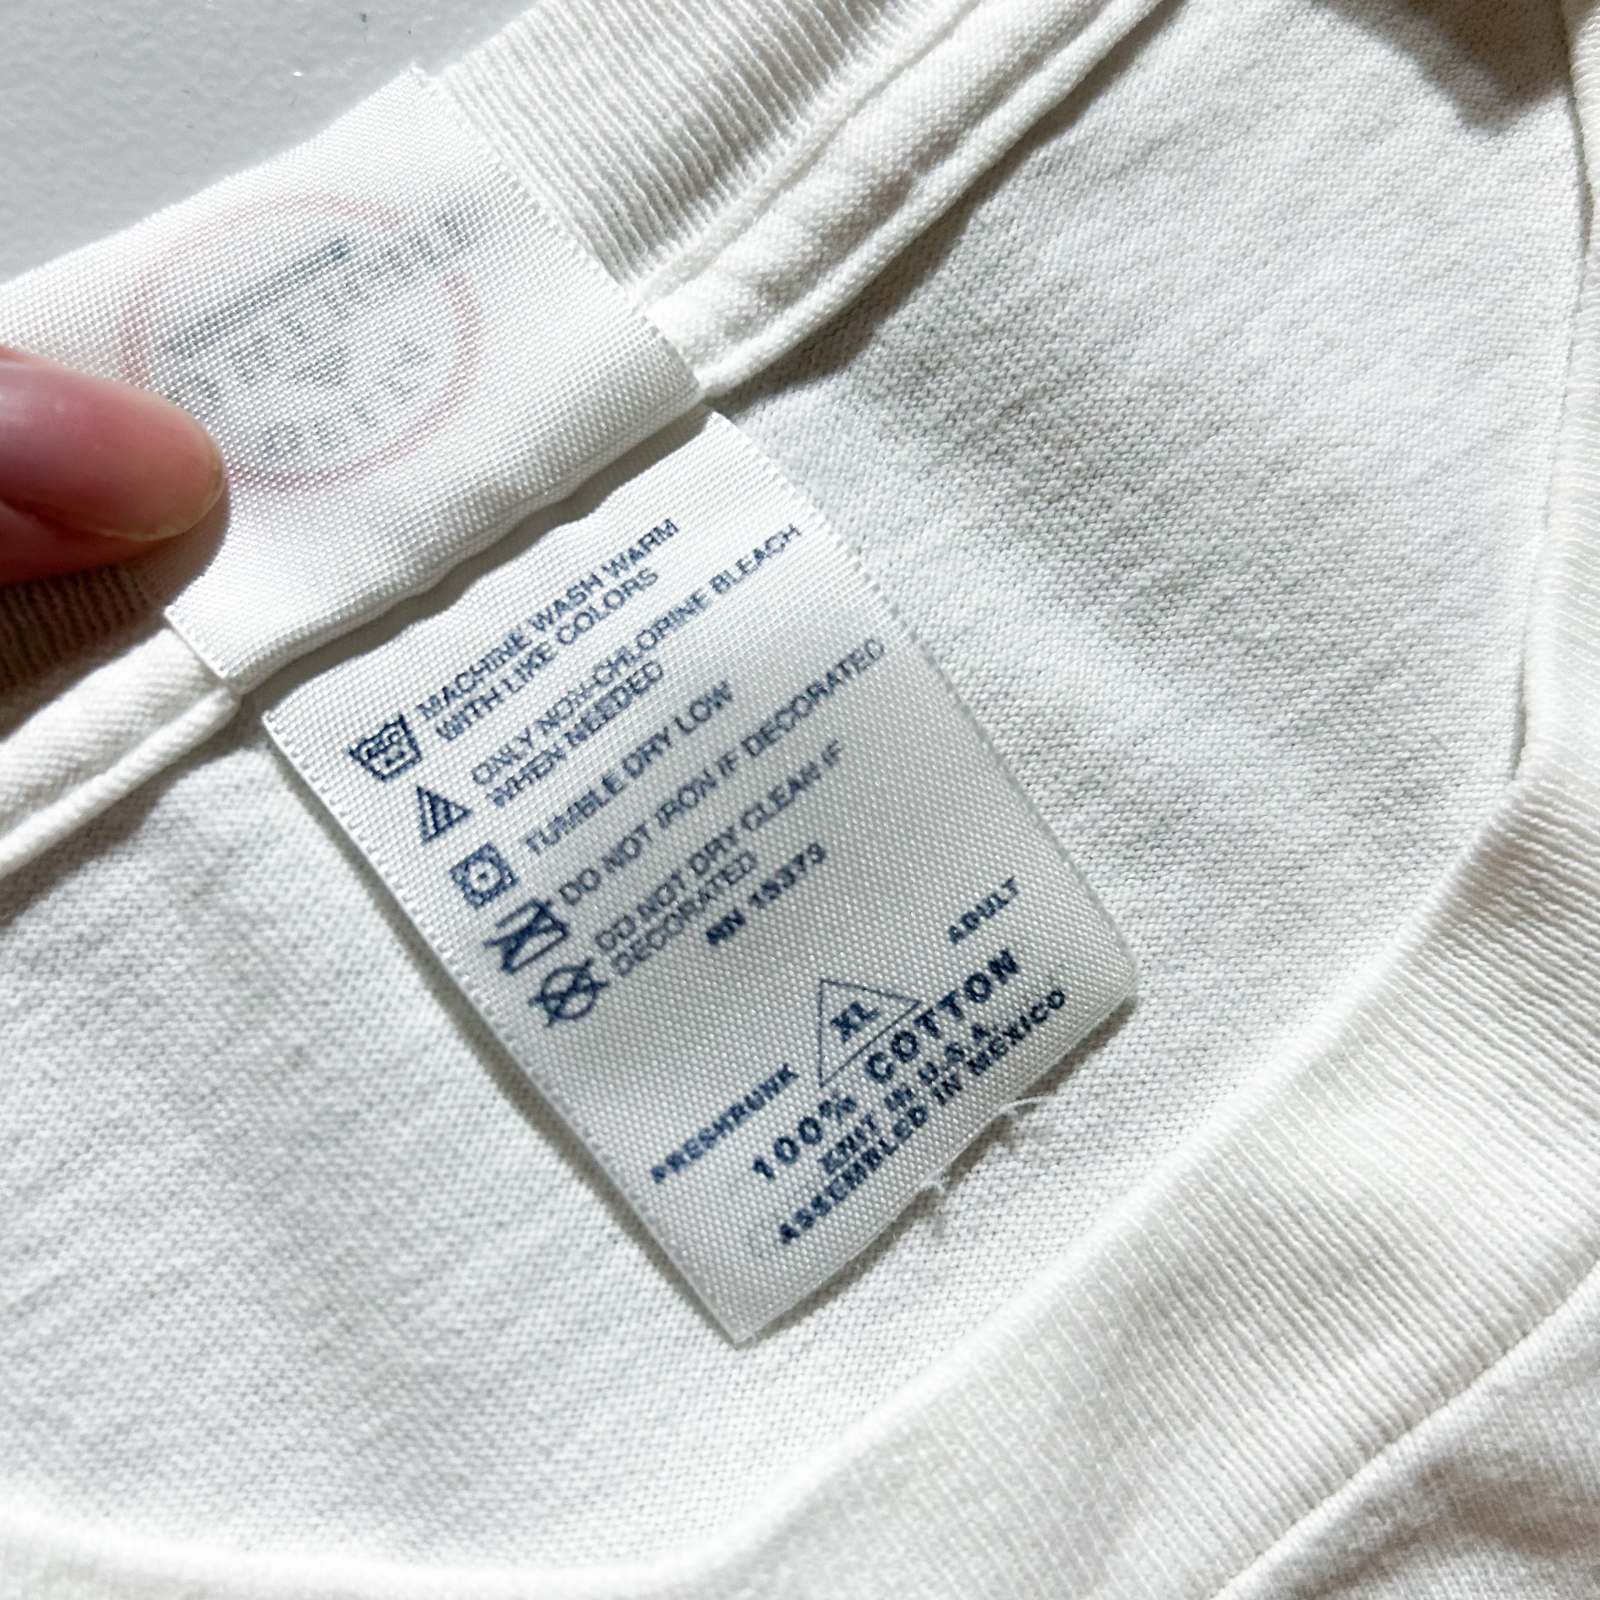 MACHINE WASH WARM
WITH LIKE COLORS
ONLY NON-CHLORINE BLEACH
WHEN NEEDED
TUMBLE DRY LOW
DO NOT IRON IF DECORATED
DO NOT DRY CLEAN IF
DECORATED
RN 15373
ADULT
XL
PRESHRUNK
100% COTTON
KNIT IN U.S.A.
ASSEMBLED IN MEXICO